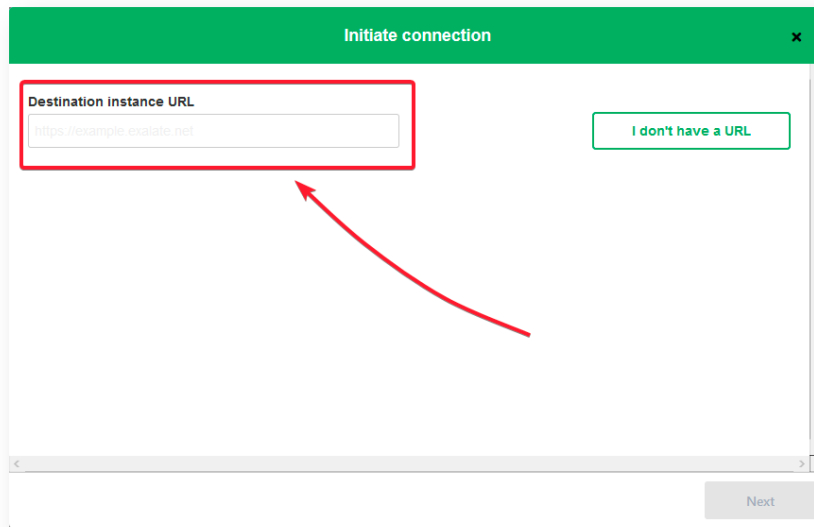 Initiate connection
×
Destination instance URL
https://example.exalate.net
I don't have a URL
Next